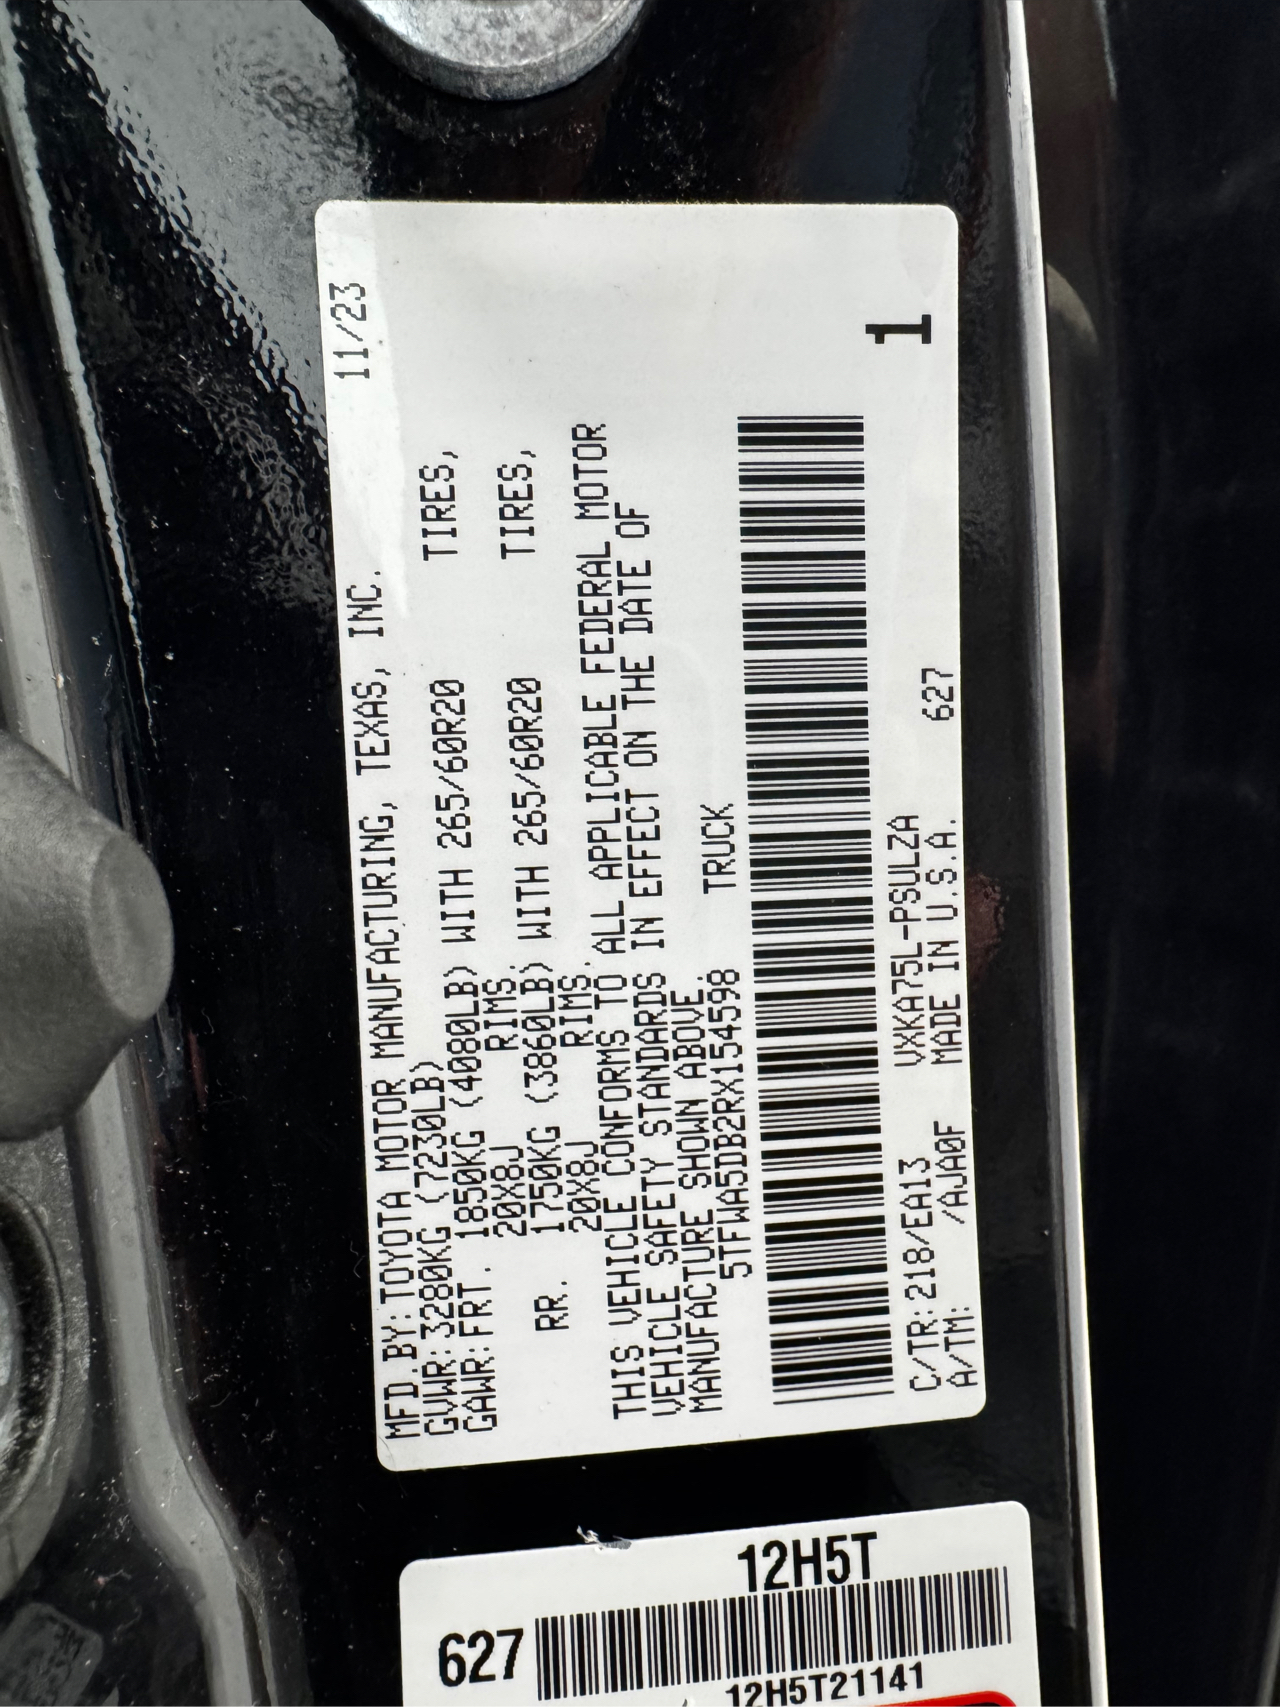 MFD.BY:TOYOTA MOTOR MANUFACTURING, TEXAS, INC. 11/23
GVWR:3280KG (7230LB)
GAWR:FRT. 1850KG (4080LB) WITH 265/60R20 TIRES,
20X8J RIMS.
RR. 1750KG (3860LB) WITH 265/60R20 TIRES,
20X8J RIMS.
THIS VEHICLE CONFORMS TO ALL APPLICABLE FEDERAL MOTOR
VEHICLE SAFETY STANDARDS IN EFFECT ON THE DATE OF
MANUFACTURE SHOWN ABOVE.
5TFWA5DB2RX154598 TRUCK
1
C/TR:218/EA13 VXKA75L-PSULZA 627
A/TM: /AJA0F MADE IN U.S.A.
12H5T
627
12H5T21141